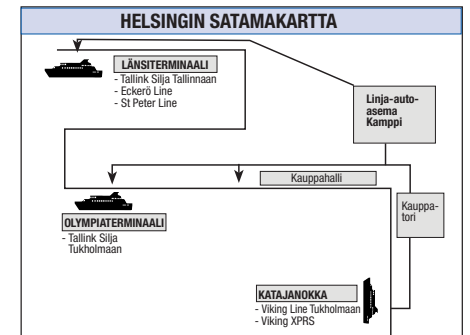 HELSINGIN SATAMAKARTTA
LÄNSITERMINAALI
- Tallink Silja Tallinnaan
- Eckerö Line
- St Peter Line
Linja-auto-
asema
Kamppi
Kauppahalli
Kauppa-
tori
OLYMPIATERMINAALI
- Tallink Silja
Tukholmaan
KATAJANOKKA
- Viking Line Tukholmaan
- Viking XPRS